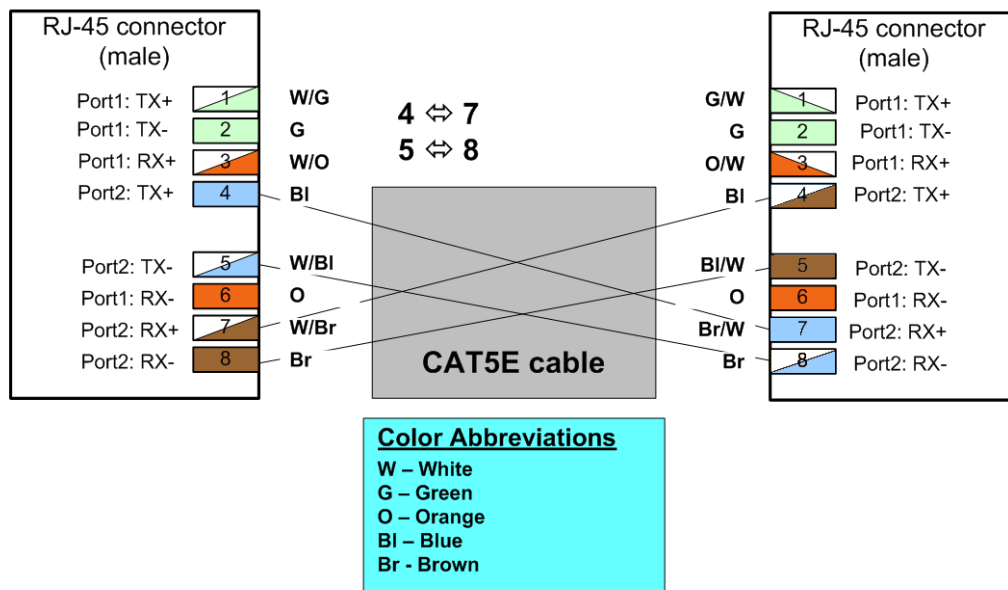 RJ-45 connector
(male)
Port1: TX+ 1 W/G
Port1: TX- 2 G
Port1: RX+ 3 W/O
Port2: TX+ 4 Bl
Port2: TX- 5 W/Bl
Port1: RX- 6 O
Port2: RX+ 7 W/Br
Port2: RX- 8 Br
4 ⇔ 7
5 ⇔ 8
CAT5E cable
RJ-45 connector
(male)
G/W 1 Port1: TX+
G 2 Port1: TX-
O/W 3 Port1: RX+
Bl 4 Port2: TX+
Bl/W 5 Port2: TX-
O 6 Port1: RX-
Br/W 7 Port2: RX+
Br 8 Port2: RX-
Color Abbreviations
W – White
G – Green
O – Orange
Bl – Blue
Br - Brown